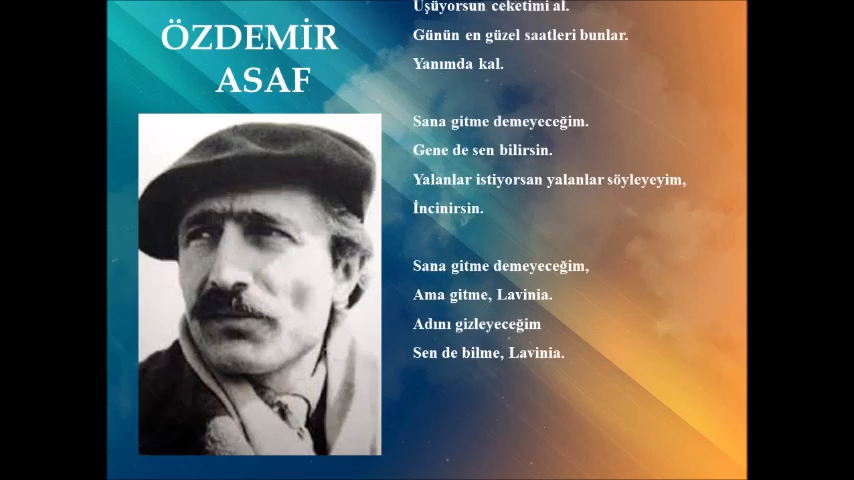 ÖZDEMİR
ASAF
Üşüyorsun ceketimi al.
Günün en güzel saatleri bunlar.
Yanımda kal.
Sana gitme demeyeceğim.
Gene de sen bilirsin.
Yalanlar istiyorsan yalanlar söyleyeyim,
İncinirsin.
Sana gitme demeyeceğim,
Ama gitme, Lavinia.
Adını gizleyeceğim
Sen de bilme, Lavinia.